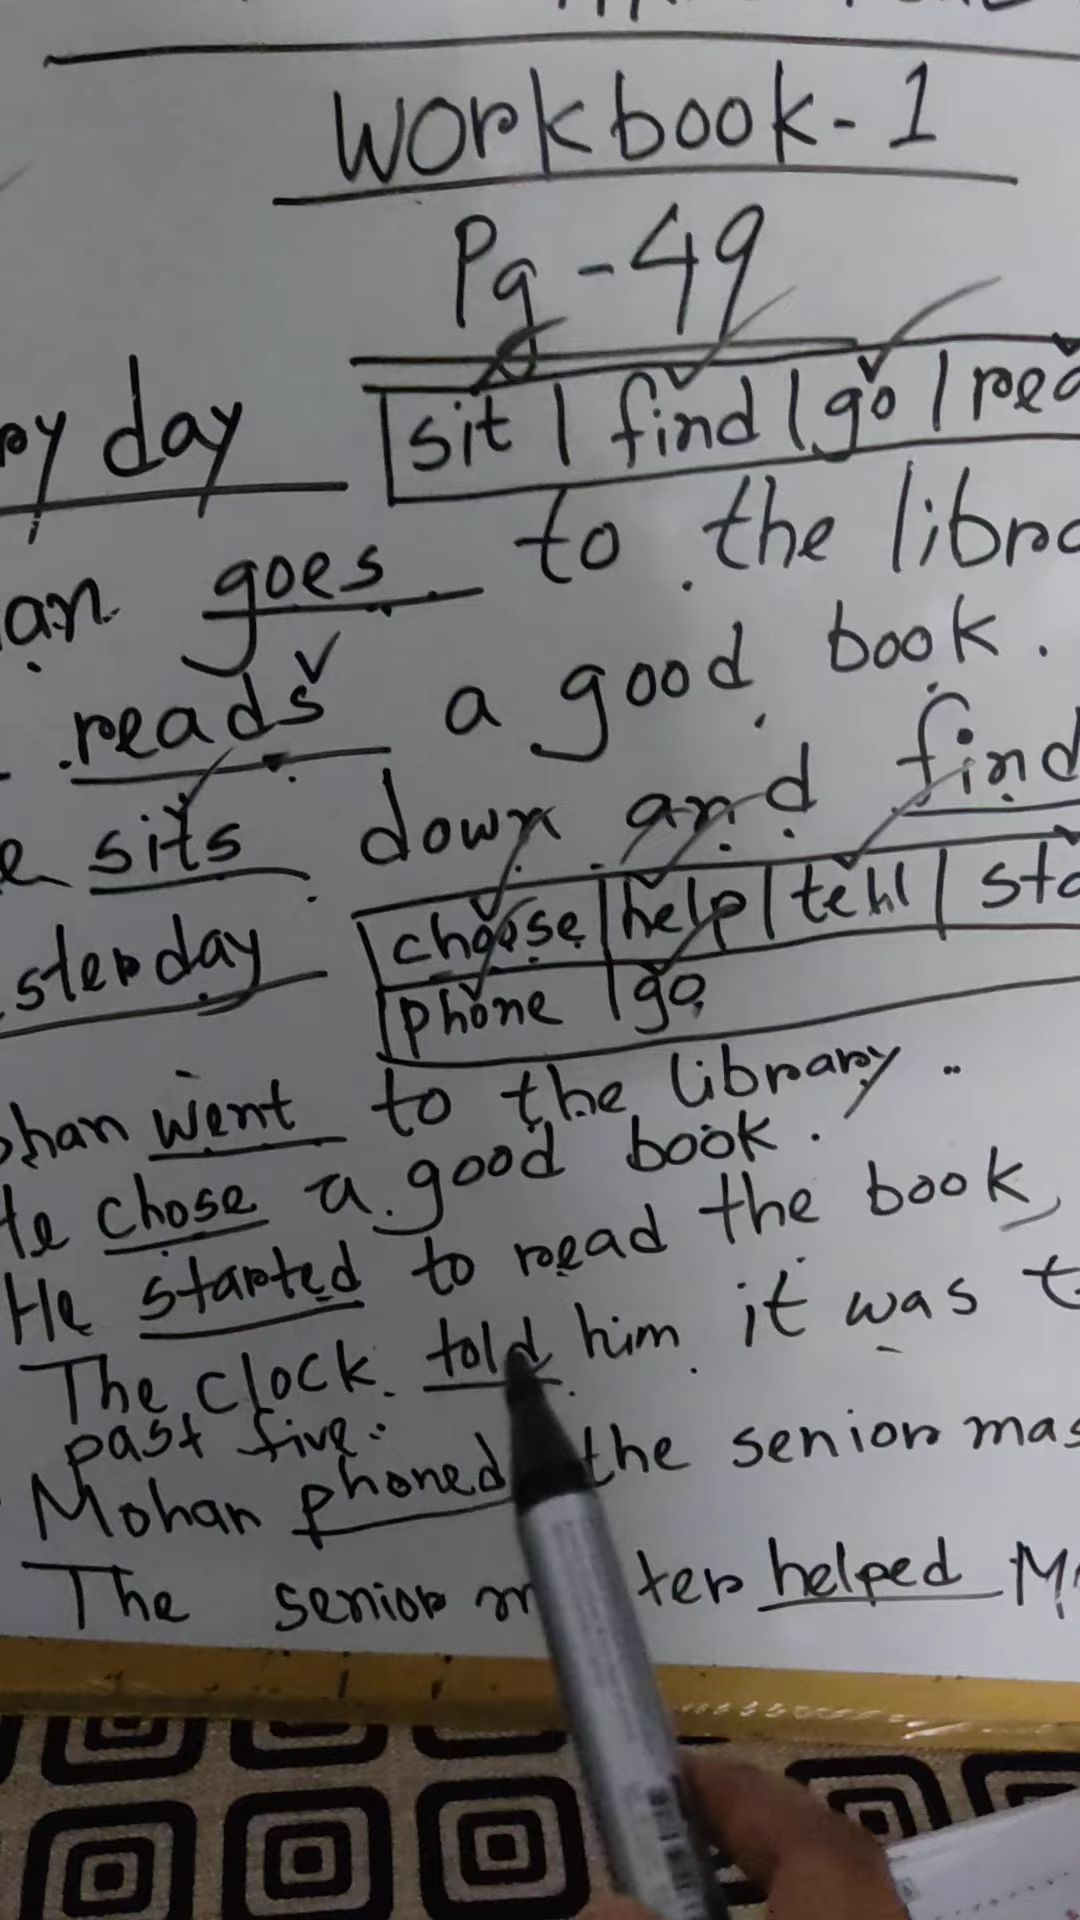 Workbook-1
Pg-49
day
sit | find | go | rea
an goes to the libra
reads a good book.
e sits down and find
sterday
choose | help | tell | sta
phone | go
ohan went to the library.
He chose a good book.
He started to read the book,
The clock told him it was t
past five.
Mohan phoned the senior mas
The senior m ter helped M